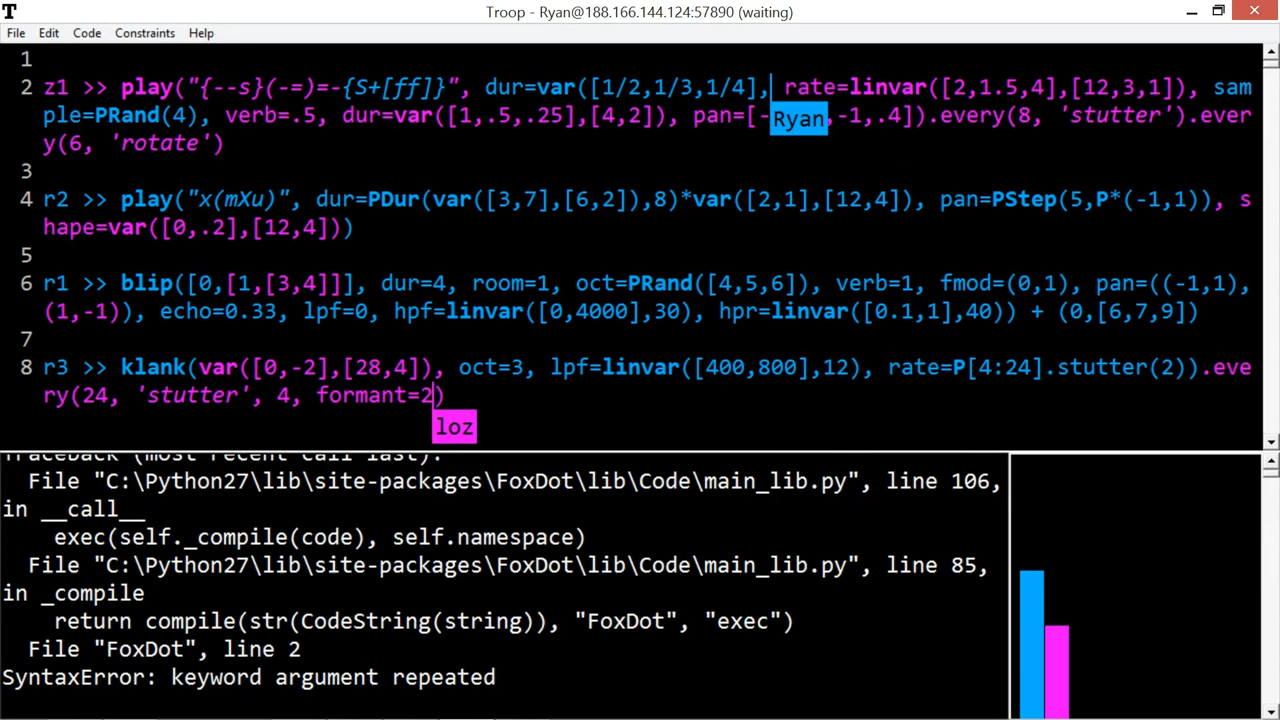 T Troop - Ryan@188.166.144.124:57890 (waiting)
File Edit Code Constraints Help
1
2 z1 >> play("{--s}(-=)=-{S+[ff]}", dur=var([1/2,1/3,1/4], rate=linvar([2,1.5,4],[12,3,1]), sam
ple=PRand(4), verb=.5, dur=var([1,.5,.25],[4,2]), pan=[- ,-1,.4]).every(8, 'stutter').ever
Ryan
y(6, 'rotate')
3
4 r2 >> play("x(mXu)", dur=PDur(var([3,7],[6,2]),8)*var([2,1],[12,4]), pan=PStep(5,P*(-1,1)), s
hape=var([0,.2],[12,4]))
5
6 r1 >> blip([0,[1,[3,4]]], dur=4, room=1, oct=PRand([4,5,6]), verb=1, fmod=(0,1), pan=((-1,1),
(1,-1)), echo=0.33, lpf=0, hpf=linvar([0,4000],30), hpr=linvar([0.1,1],40)) + (0,[6,7,9])
7
8 r3 >> klank(var([0,-2],[28,4]), oct=3, lpf=linvar([400,800],12), rate=P[4:24].stutter(2)).eve
ry(24, 'stutter', 4, formant=2)
loz
Traceback (most recent call last):
File "C:\Python27\lib\site-packages\FoxDot\lib\Code\main_lib.py", line 106,
in __call__
exec(self._compile(code), self.namespace)
File "C:\Python27\lib\site-packages\FoxDot\lib\Code\main_lib.py", line 85,
in _compile
return compile(str(CodeString(string)), "FoxDot", "exec")
File "FoxDot", line 2
SyntaxError: keyword argument repeated